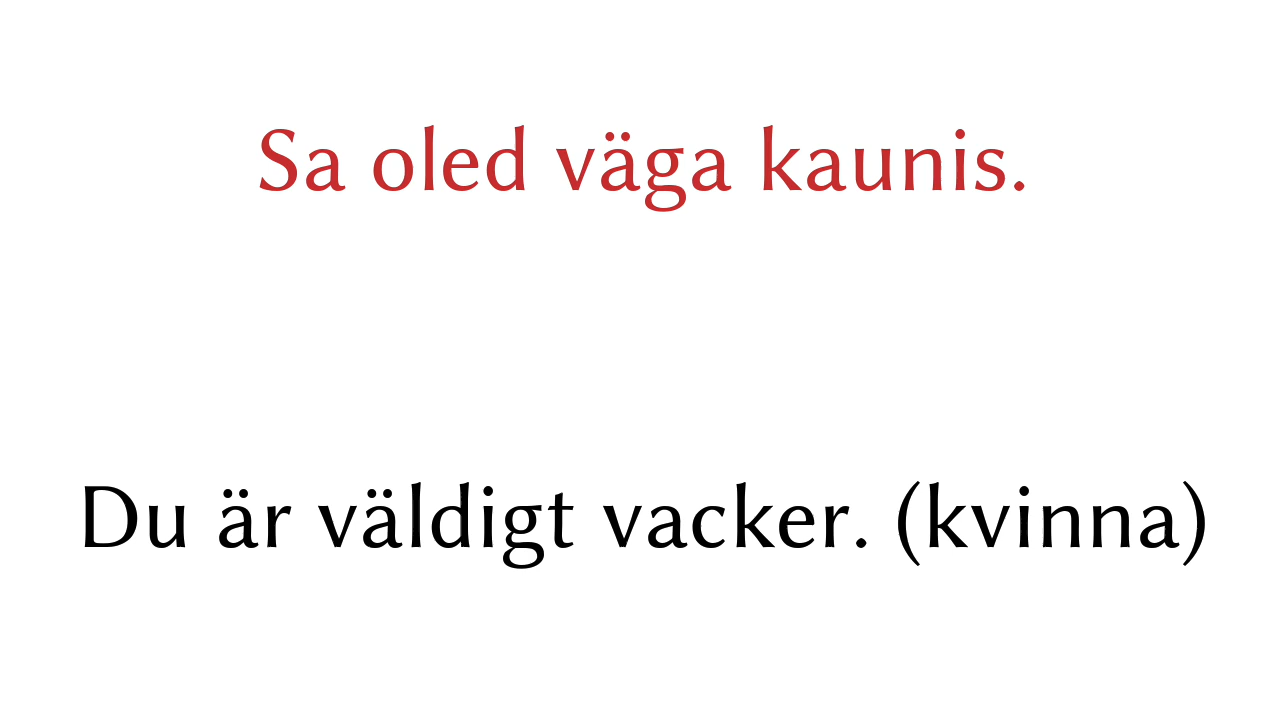 Sa oled väga kaunis.
Du är väldigt vacker. (kvinna)